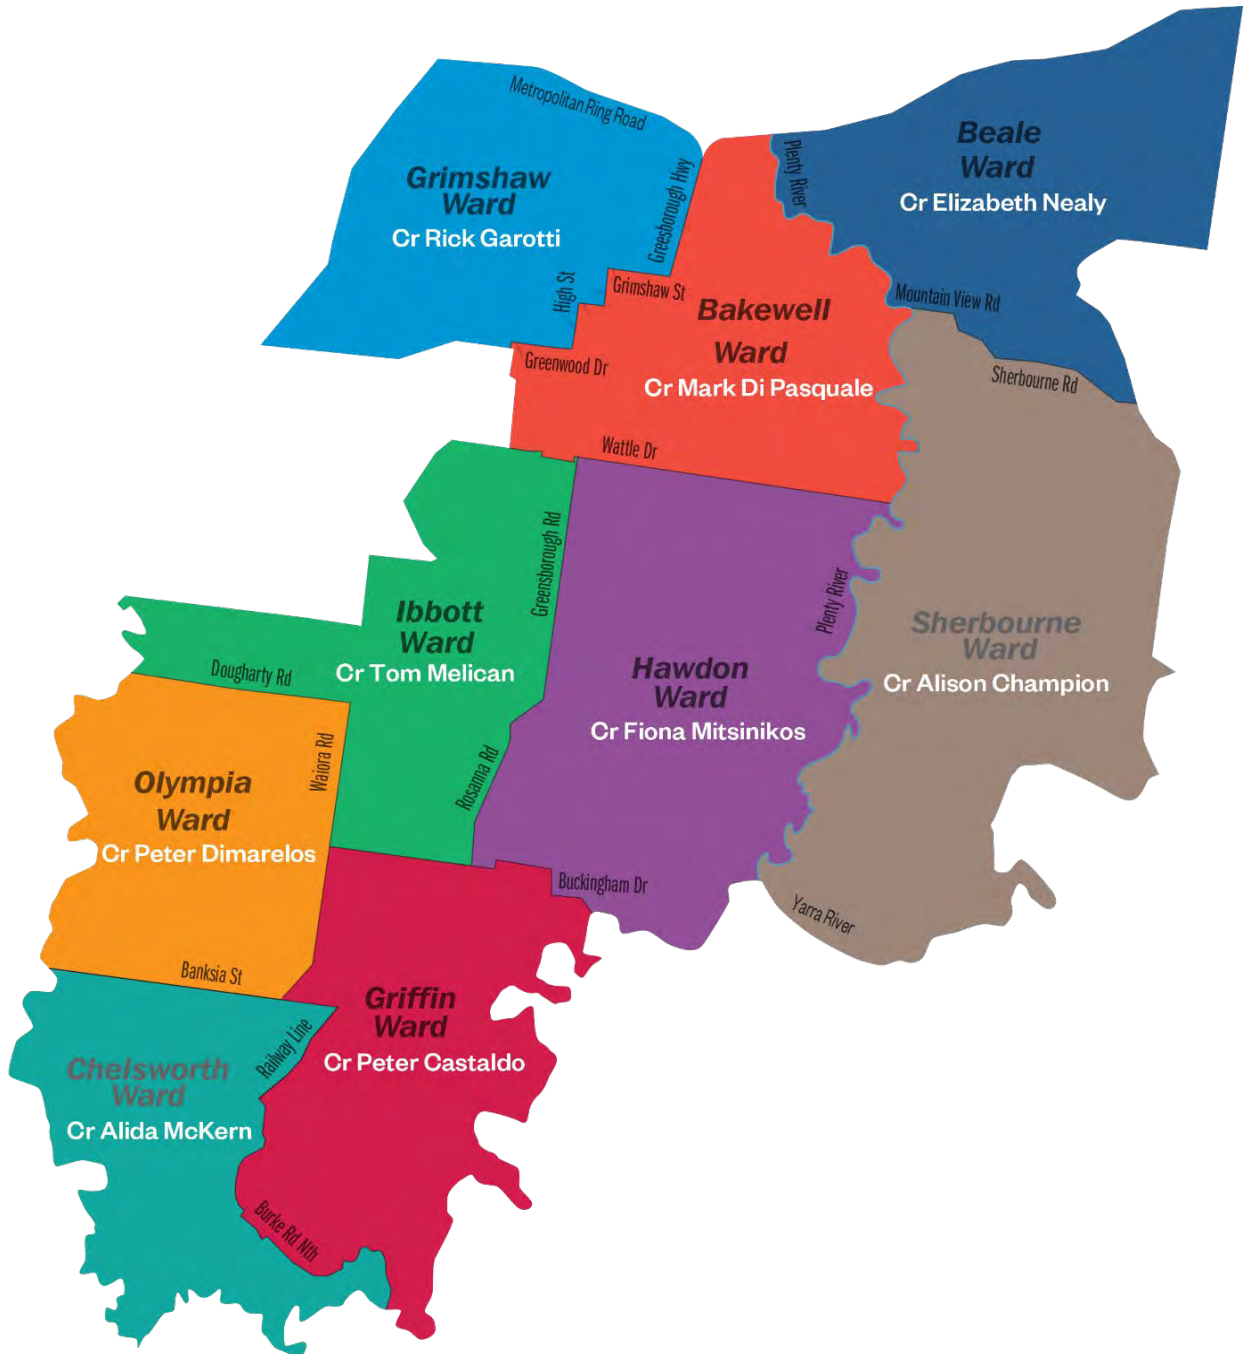 Metropolitan Ring Road
Beale
Ward
Cr Elizabeth Nealy
Plenty River
Grimshaw
Ward
Cr Rick Garotti
Greesborough Hwy
High St
Grimshaw St
Mountain View Rd
Bakewell
Ward
Cr Mark Di Pasquale
Greenwood Dr
Sherbourne Rd
Wattle Dr
Greensborough Rd
Plenty River
Ibbott
Ward
Cr Tom Melican
Sherbourne
Ward
Cr Alison Champion
Dougharty Rd
Hawdon
Ward
Cr Fiona Mitsinikos
Waiora Rd
Rosanna Rd
Olympia
Ward
Cr Peter Dimarelos
Buckingham Dr
Yarra River
Banksia St
Griffin
Ward
Cr Peter Castaldo
Railway Line
Chelsworth
Ward
Cr Alida McKern
Burke Rd Nth